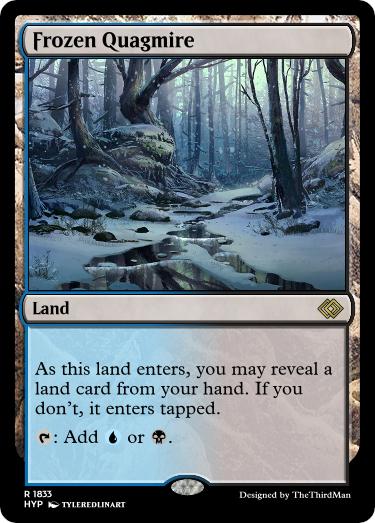 Frozen Quagmire
Land
As this land enters, you may reveal a
land card from your hand. If you
don't, it enters tapped.
: Add or .
R 1833
HYP TYLEREDLINART
Designed by TheThirdMan